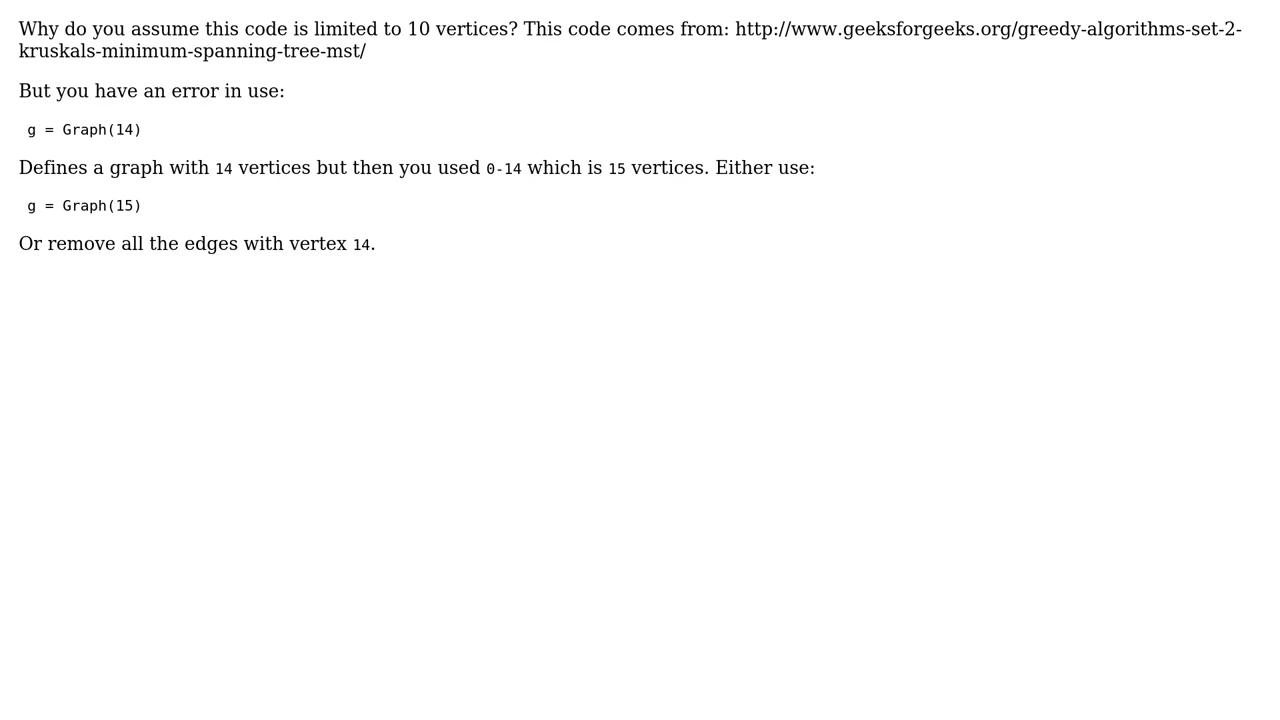 Why do you assume this code is limited to 10 vertices? This code comes from: http://www.geeksforgeeks.org/greedy-algorithms-set-2-
kruskals-minimum-spanning-tree-mst/
But you have an error in use:
g = Graph(14)
Defines a graph with 14 vertices but then you used 0-14 which is 15 vertices. Either use:
g = Graph(15)
Or remove all the edges with vertex 14.